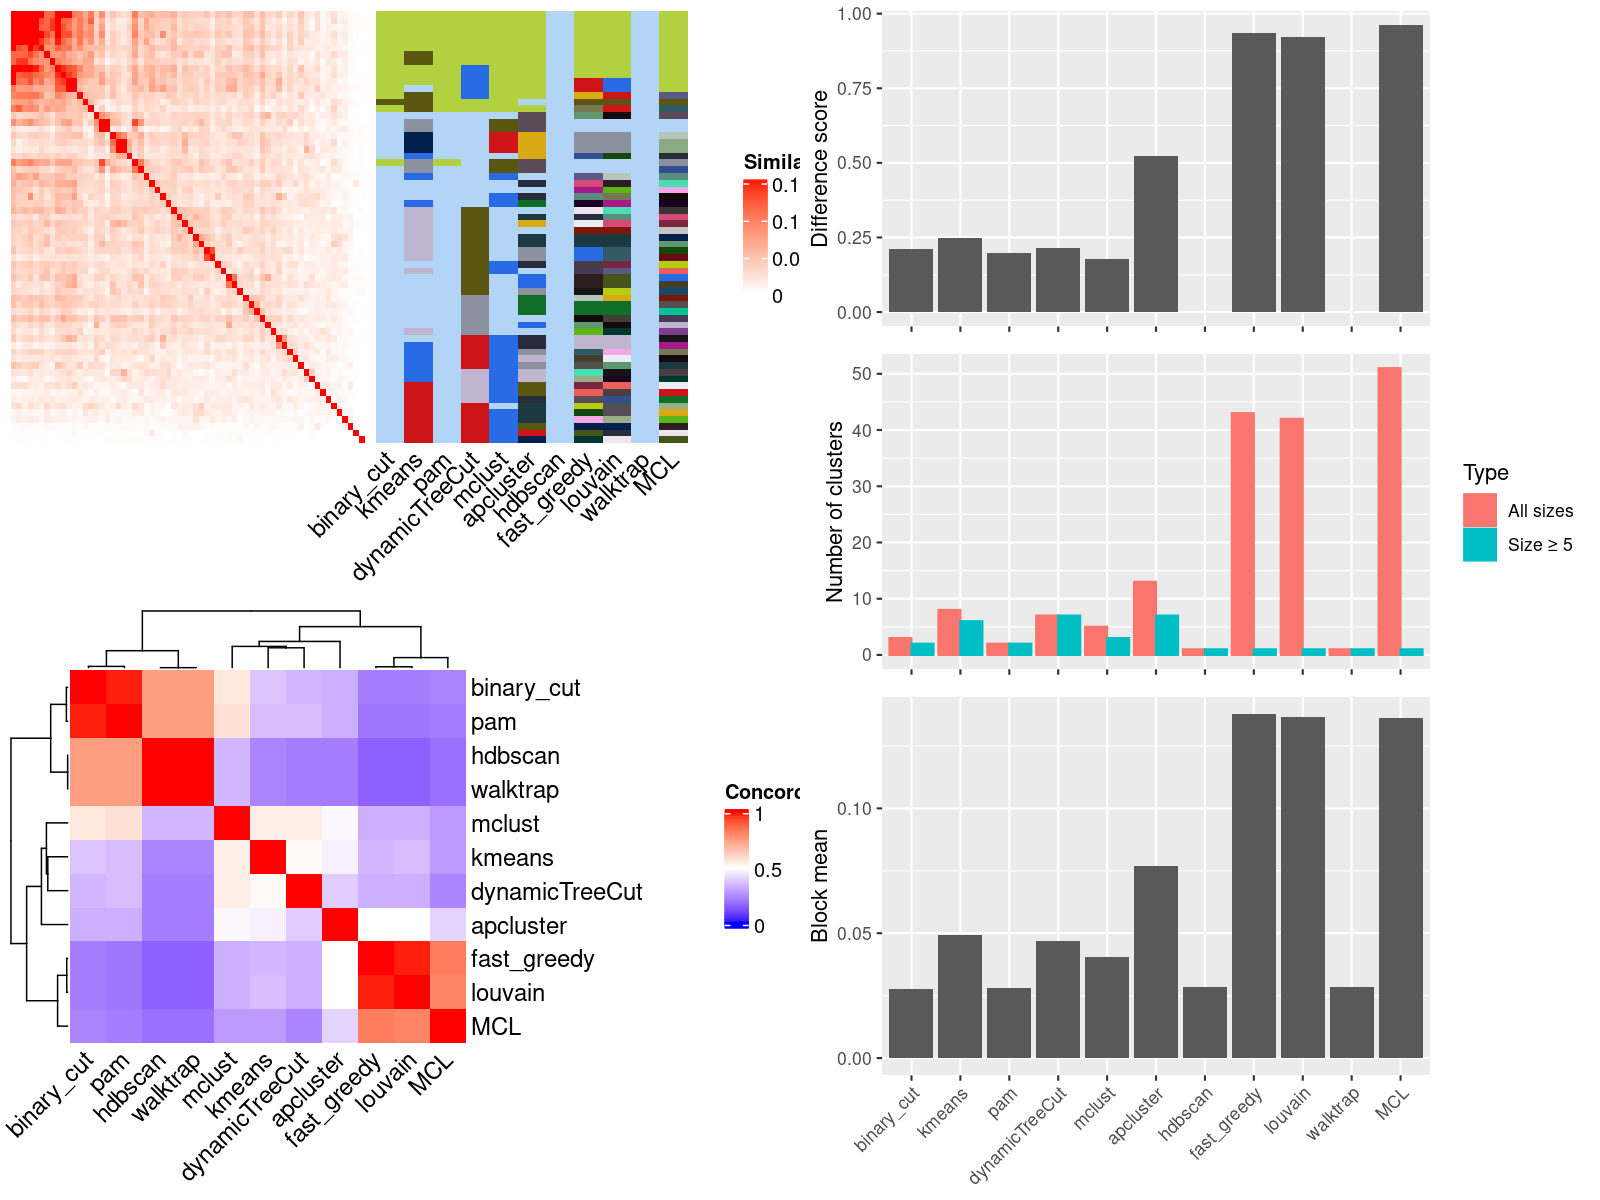 Simila
0.1
0.1
0.0
0
binary_cut
kmeans
pam
dynamicTreeCut
mclust
apcluster
hdbscan
fast_greedy
louvain
walktrap
MCL
Difference score
1.00
0.75
0.50
0.25
0.00
Number of clusters
50
40
30
20
10
0
Type
All sizes
Size ≥ 5
binary_cut
pam
hdbscan
walktrap
mclust
kmeans
dynamicTreeCut
apcluster
fast_greedy
louvain
MCL
binary_cut
pam
hdbscan
walktrap
mclust
kmeans
dynamicTreeCut
apcluster
fast_greedy
louvain
MCL
Concord
1
0.5
0
Block mean
0.10
0.05
0.00
binary_cut
kmeans
pam
dynamicTreeCut
mclust
apcluster
hdbscan
fast_greedy
louvain
walktrap
MCL